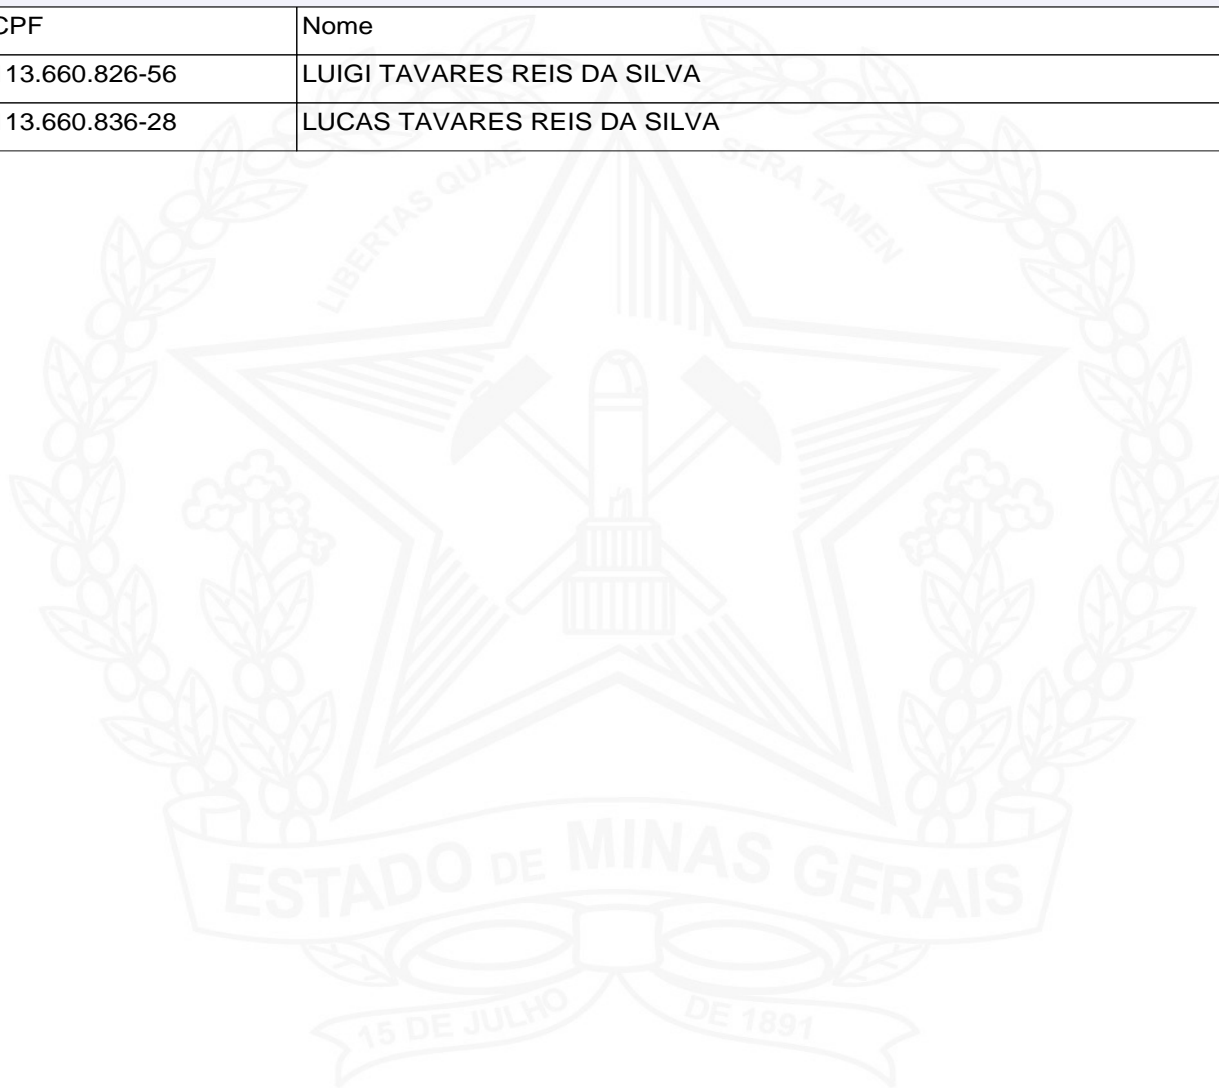 CPF Nome
13.660.826-56 LUIGI TAVARES REIS DA SILVA
13.660.836-28 LUCAS TAVARES REIS DA SILVA
LIBERTAS QUAE SERA TAMEN
ESTADO DE MINAS GERAIS
15 DE JULHO DE 1891